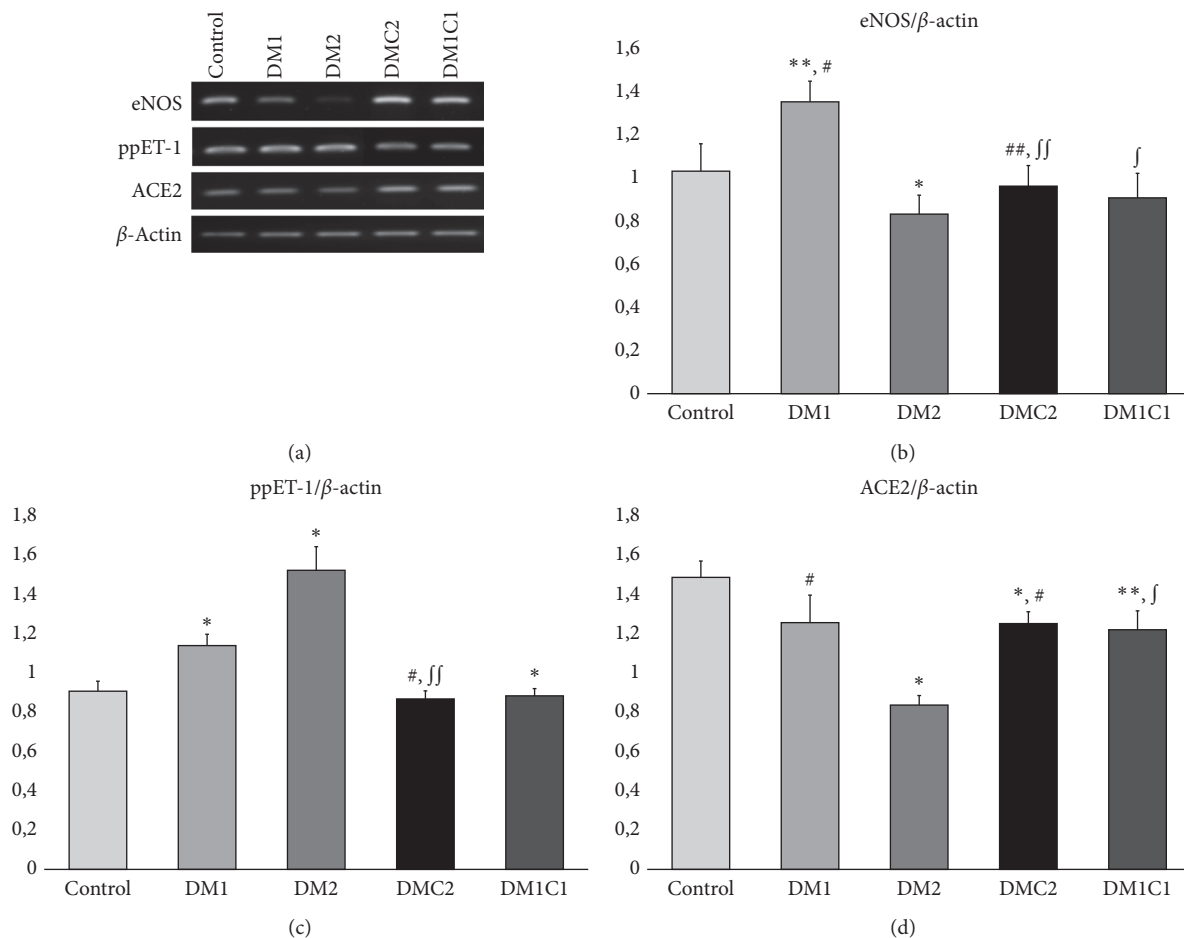 Control
DM1
DM2
DMC2
DM1C1
eNOS
ppET-1
ACE2
β-Actin
(a)
eNOS/β-actin
1,6
1,4
1,2
1
0,8
0,6
0,4
0,2
0
**, #
*
##, ∫∫
∫
Control DM1 DM2 DMC2 DM1C1
(b)
ppET-1/β-actin
1,8
1,6
1,4
1,2
1
0,8
0,6
0,4
0,2
0
*
*
#, ∫∫
*
Control DM1 DM2 DMC2 DM1C1
(c)
ACE2/β-actin
1,8
1,6
1,4
1,2
1
0,8
0,6
0,4
0,2
0
#
*
*, #
**, ∫
Control DM1 DM2 DMC2 DM1C1
(d)